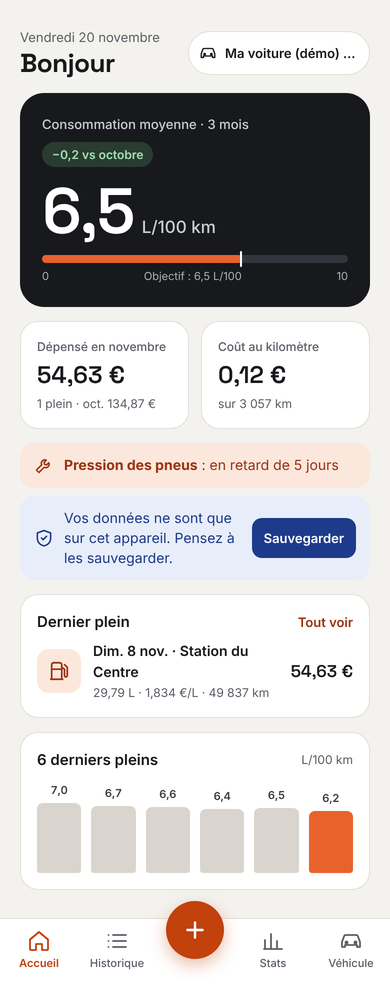 Vendredi 20 novembre
Bonjour
Ma voiture (démo) ...
Consommation moyenne · 3 mois
−0,2 vs octobre
6,5 L/100 km
0 Objectif : 6,5 L/100 km 10
Dépensé en novembre
54,63 €
1 plein · oct. 134,87 €
Coût au kilomètre
0,12 €
sur 3 057 km
Pression des pneus : en retard de 5 jours
Vos données ne sont que
sur cet appareil. Pensez à
les sauvegarder.
Sauvegarder
Dernier plein Tout voir
Dim. 8 nov. · Station du
Centre
54,63 €
29,79 L · 1,834 €/L · 49 837 km
6 derniers pleins L/100 km
7,0 6,7 6,6 6,4 6,5 6,2
Accueil Historique Stats Véhicule